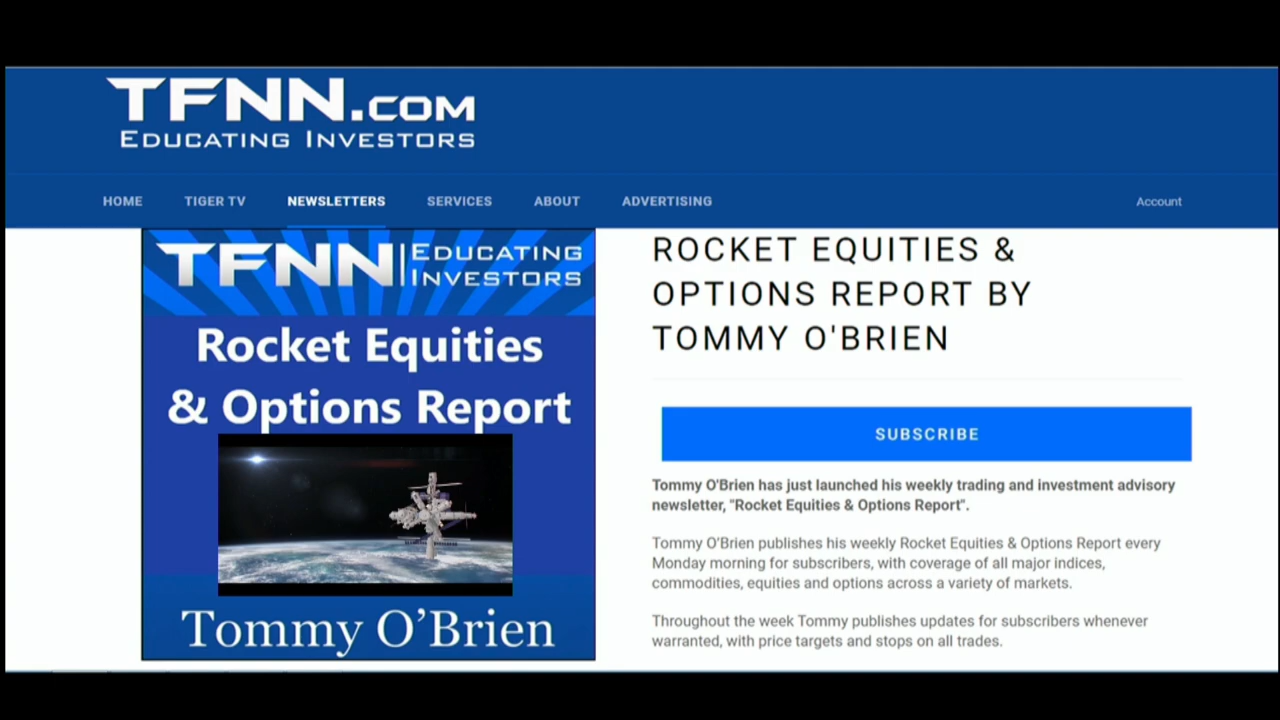 TFNN.COM
EDUCATING INVESTORS
HOME TIGER TV NEWSLETTERS SERVICES ABOUT ADVERTISING Account
TFNN EDUCATING
INVESTORS
Rocket Equities
& Options Report
Tommy O’Brien
ROCKET EQUITIES &
OPTIONS REPORT BY
TOMMY O'BRIEN
SUBSCRIBE
Tommy O'Brien has just launched his weekly trading and investment advisory
newsletter, "Rocket Equities & Options Report".
Tommy O'Brien publishes his weekly Rocket Equities & Options Report every
Monday morning for subscribers, with coverage of all major indices,
commodities, equities and options across a variety of markets.
Throughout the week Tommy publishes updates for subscribers whenever
warranted, with price targets and stops on all trades.